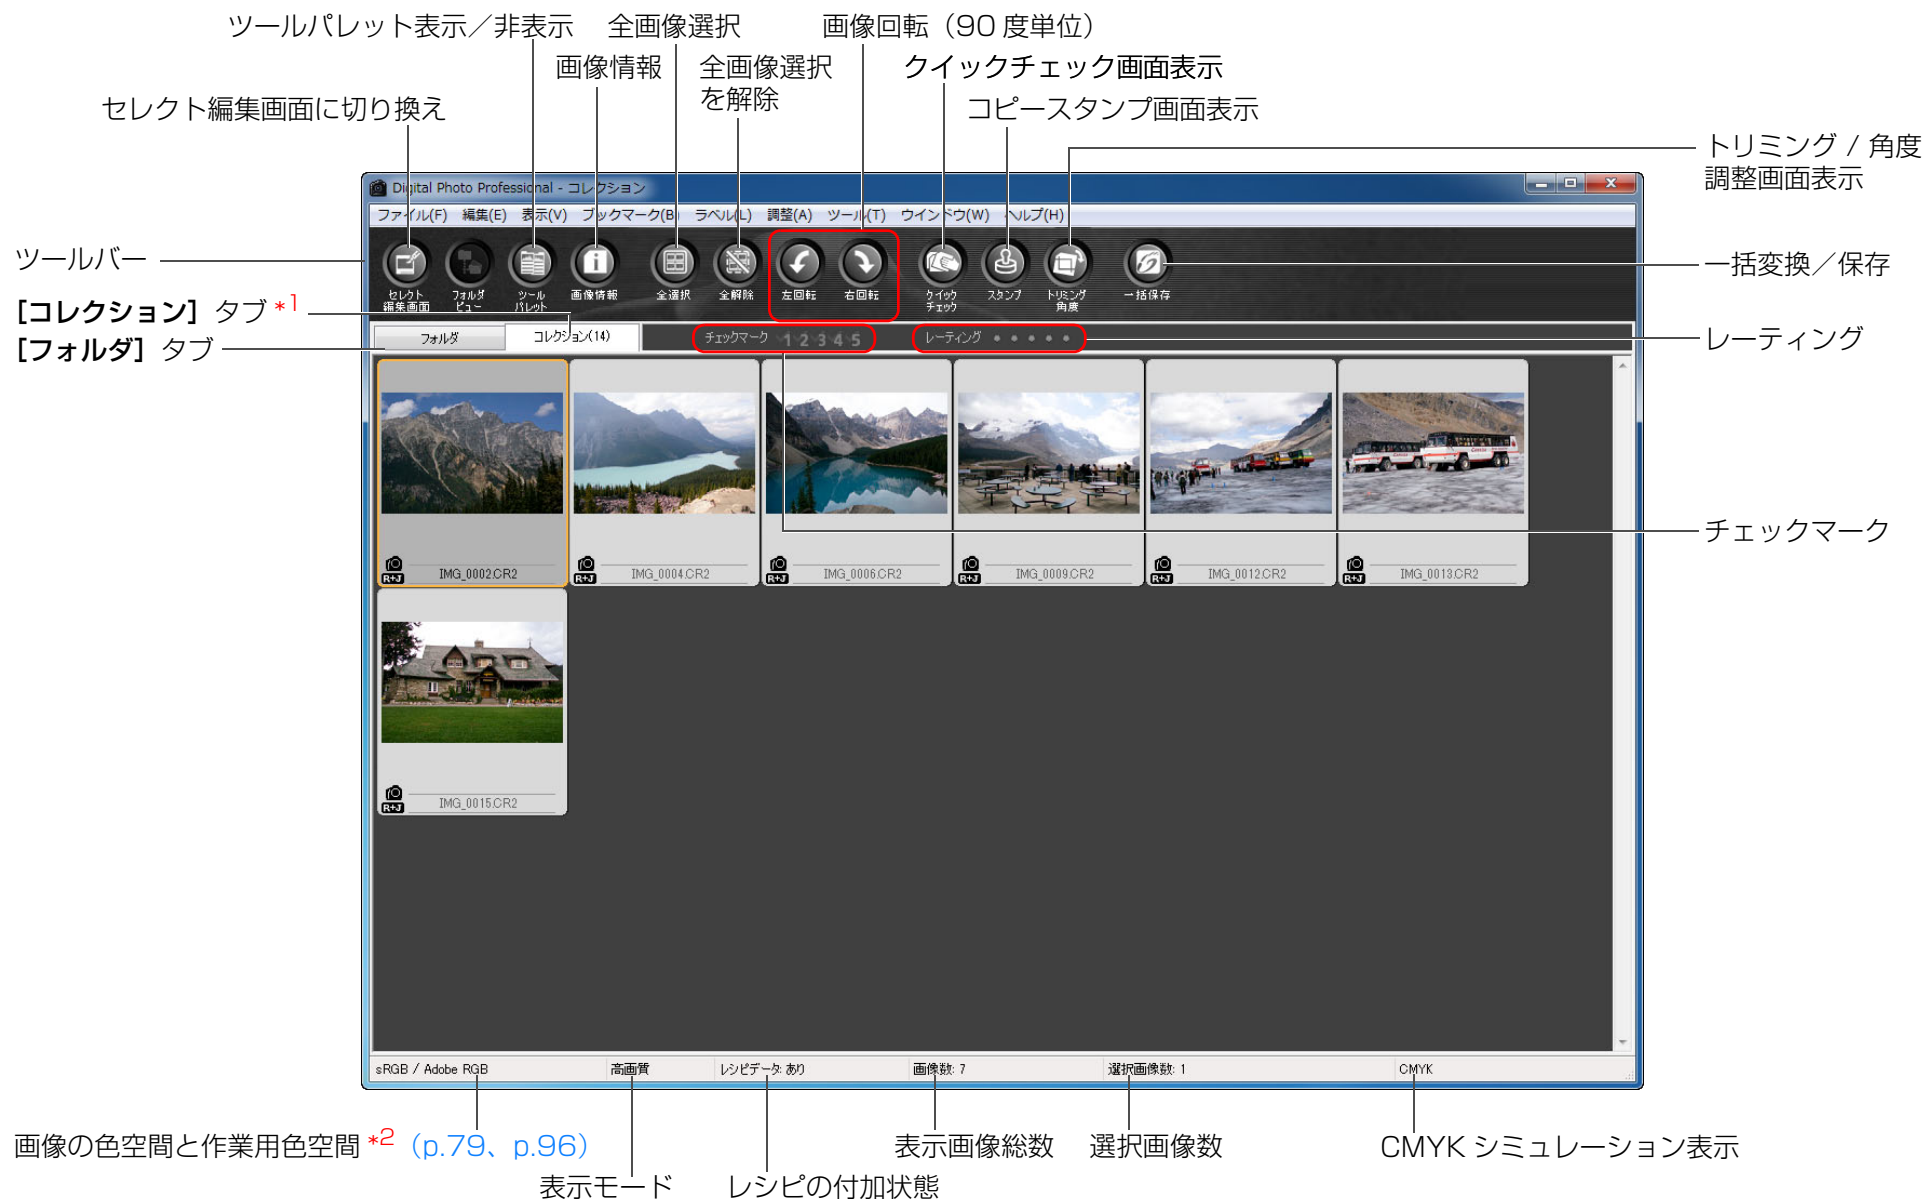 ツールパレット表示／非表示
全画像選択
画像回転（90 度単位）
画像情報
全画像選択
を解除
クイックチェック画面表示
セレクト編集画面に切り換え
コピースタンプ画面表示
トリミング / 角度
調整画面表示
Digital Photo Professional - コレクション
ファイル(F) 編集(E) 表示(V) ブックマーク(B) ラベル(L) 調整(A) ツール(T) ウインドウ(W) ヘルプ(H)
ツールバー
一括変換／保存
セレクト
編集画面
フォルダ
ビュー
ツール
パレット
画像情報
全選択
全解除
左回転
右回転
クイック
チェック
スタンプ
トリミング
角度
一括保存
［コレクション］タブ *1
［フォルダ］タブ
フォルダ
コレクション(14)
チェックマーク 1 2 3 4 5
レーティング
レーティング
チェックマーク
R+J IMG_0002.CR2
R+J IMG_0004.CR2
R+J IMG_0006.CR2
R+J IMG_0009.CR2
R+J IMG_0012.CR2
R+J IMG_0013.CR2
R+J IMG_0015.CR2
sRGB / Adobe RGB
高画質
レシピデータ: あり
画像数: 7
選択画像数: 1
CMYK
画像の色空間と作業用色空間 *2（p.79、p.96）
表示画像総数
選択画像数
CMYK シミュレーション表示
表示モード
レシピの付加状態